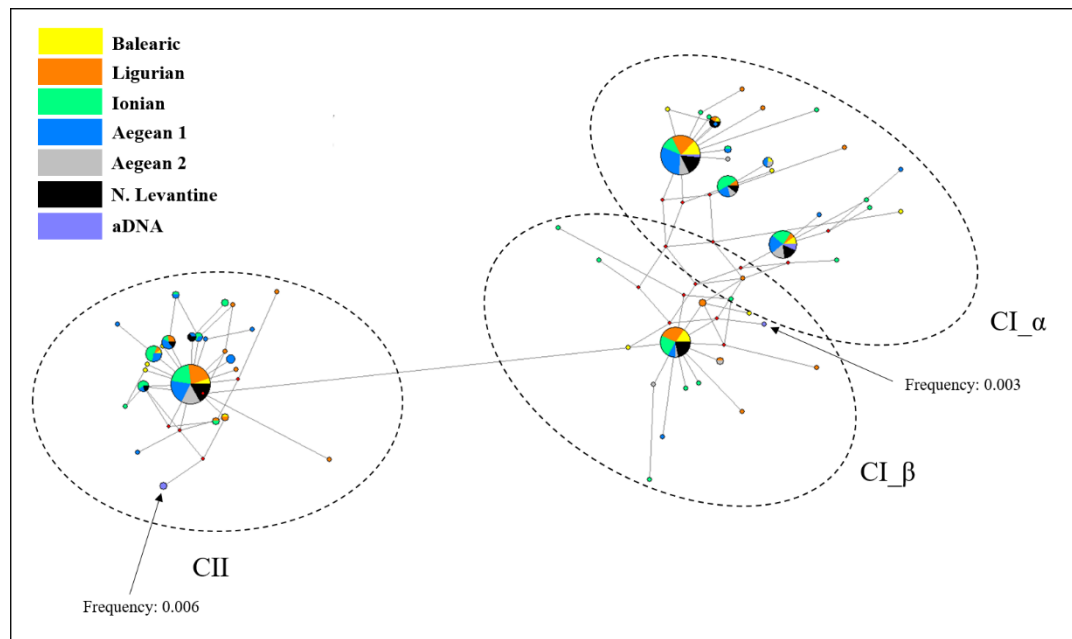 Balearic
Ligurian
Ionian
Aegean 1
Aegean 2
N. Levantine
aDNA
CI_α
Frequency: 0.003
CI_β
CII
Frequency: 0.006